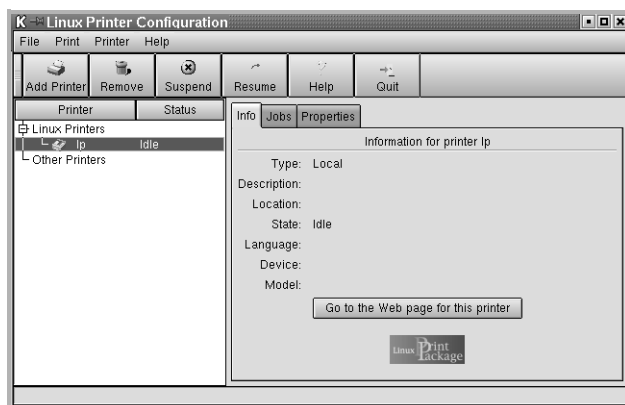 K Linux Printer Configuration
File Print Printer Help
Add Printer Remove Suspend Resume Help Quit
Printer Status
Linux Printers
lp Idle
Other Printers
Info Jobs Properties
Information for printer lp
Type: Local
Description:
Location:
State: Idle
Language:
Device:
Model:
Go to the Web page for this printer
Linux Print Package